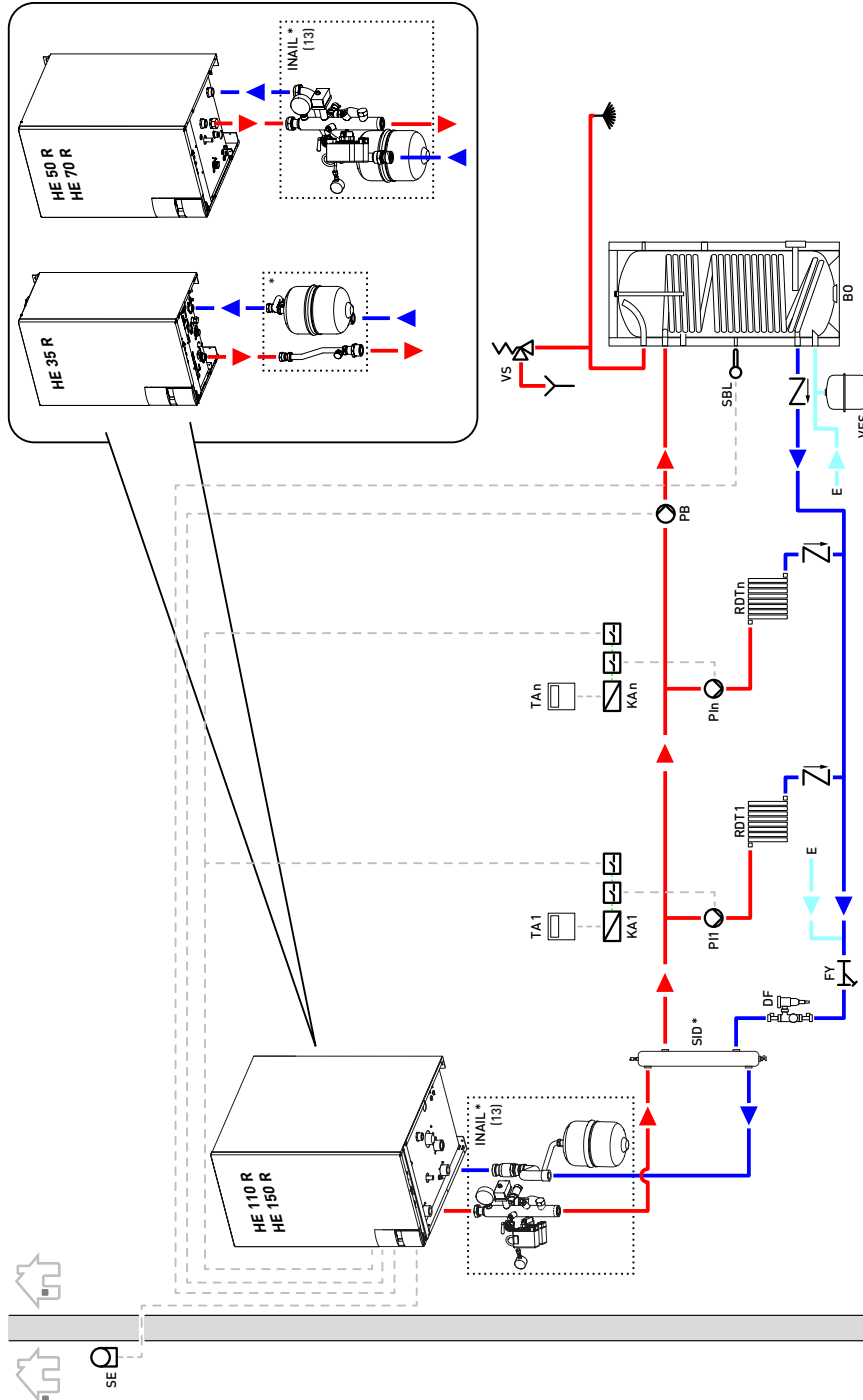 SE
HE 110 R
HE 150 R
INAIL *
(13)
HE 35 R
*
HE 50 R
HE 70 R
INAIL *
(13)
TA1
KA1
TAn
KAn
PI1
PIn
PB
VS
SBL
BO
SID *
DF
FY
E
RDT1
RDTn
E